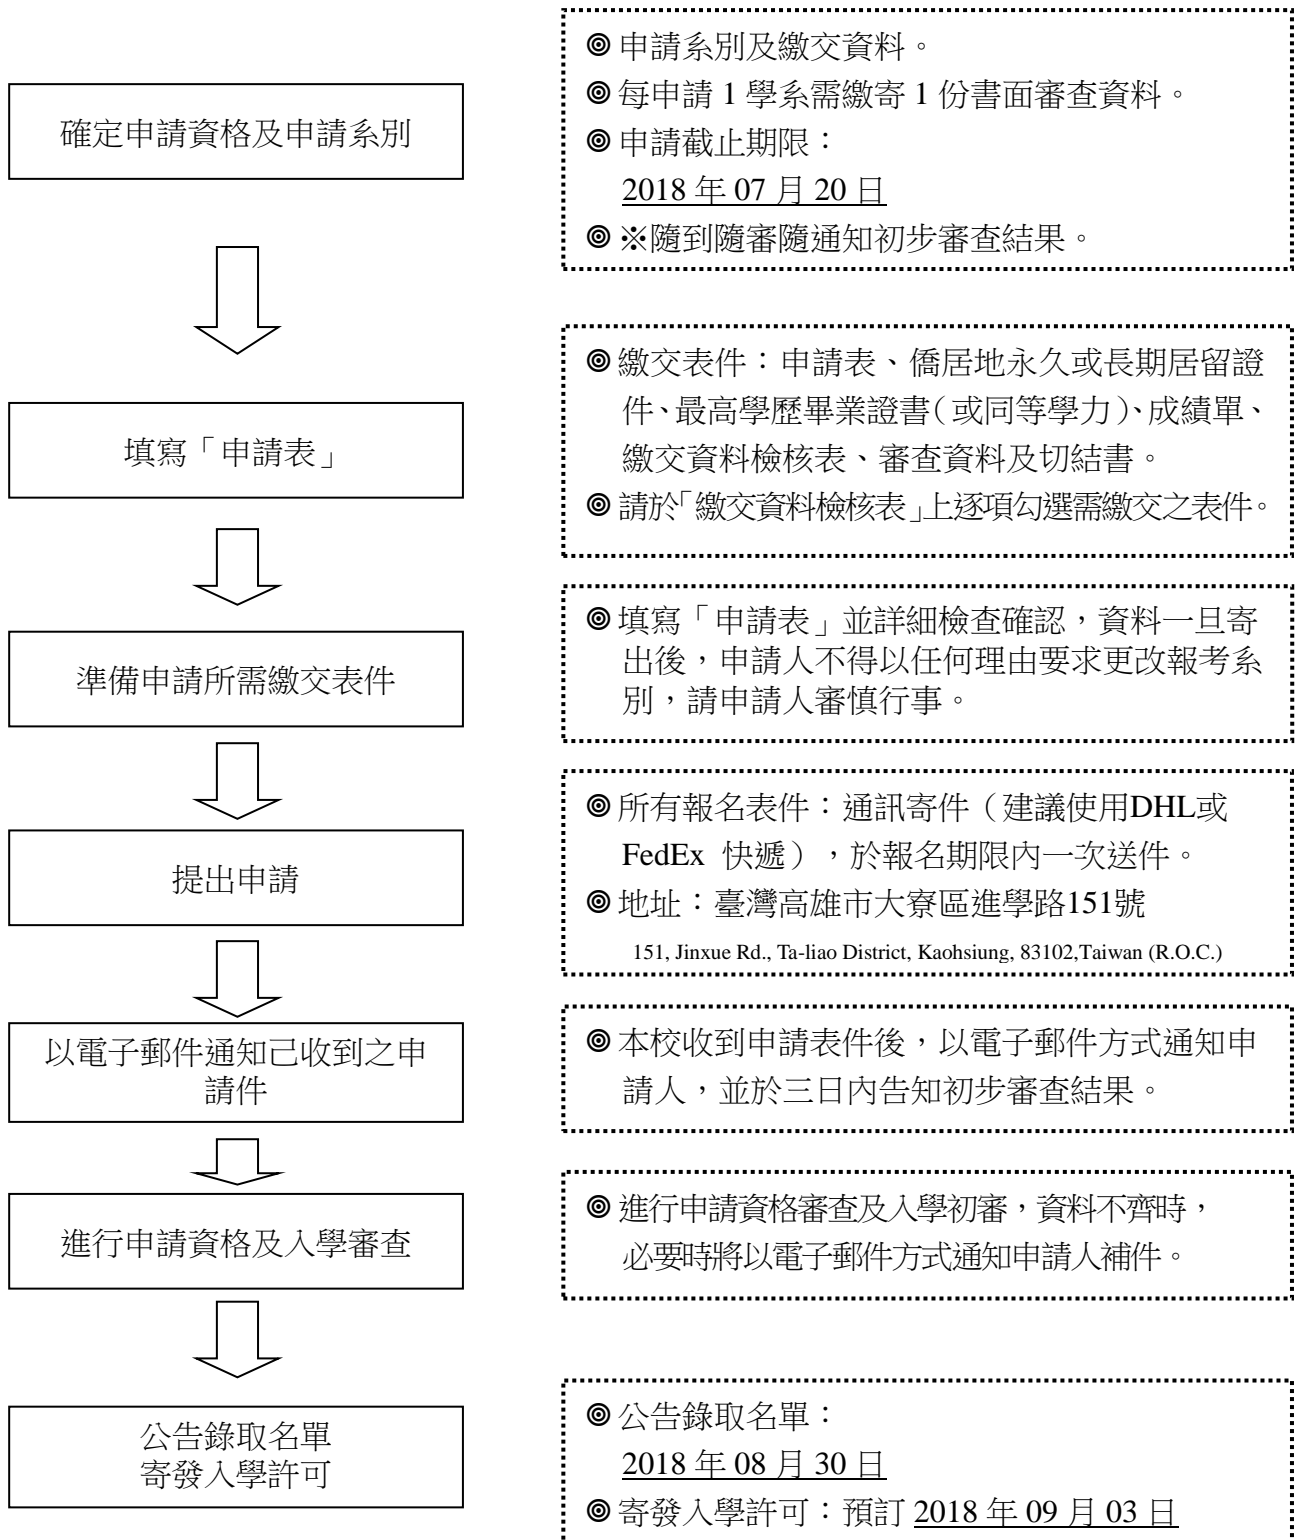 確定申請資格及申請系別
◎申請系別及繳交資料。
◎每申請 1 學系需繳寄 1 份書面審查資料。
◎申請截止期限：
2018 年 07 月 20 日
◎※隨到隨審隨通知初步審查結果。
填寫「申請表」
◎繳交表件：申請表、僑居地永久或長期居留證
件、最高學歷畢業證書（或同等學力）、成績單、
繳交資料檢核表、審查資料及切結書。
◎請於「繳交資料檢核表」上逐項勾選需繳交之表件。
準備申請所需繳交表件
◎填寫「申請表」並詳細檢查確認，資料一旦寄
出後，申請人不得以任何理由要求更改報考系
別，請申請人審慎行事。
提出申請
◎所有報名表件：通訊寄件（建議使用DHL或
FedEx 快遞），於報名期限內一次送件。
◎地址：臺灣高雄市大寮區進學路151號
151, Jinxue Rd., Ta-liao District, Kaohsiung, 83102,Taiwan (R.O.C.)
以電子郵件通知己收到之申
請件
◎本校收到申請表件後，以電子郵件方式通知申
請人，並於三日內告知初步審查結果。
進行申請資格及入學審查
◎進行申請資格審查及入學初審，資料不齊時，
必要時將以電子郵件方式通知申請人補件。
公告錄取名單
寄發入學許可
◎公告錄取名單：
2018 年 08 月 30 日
◎寄發入學許可：預訂 2018 年 09 月 03 日